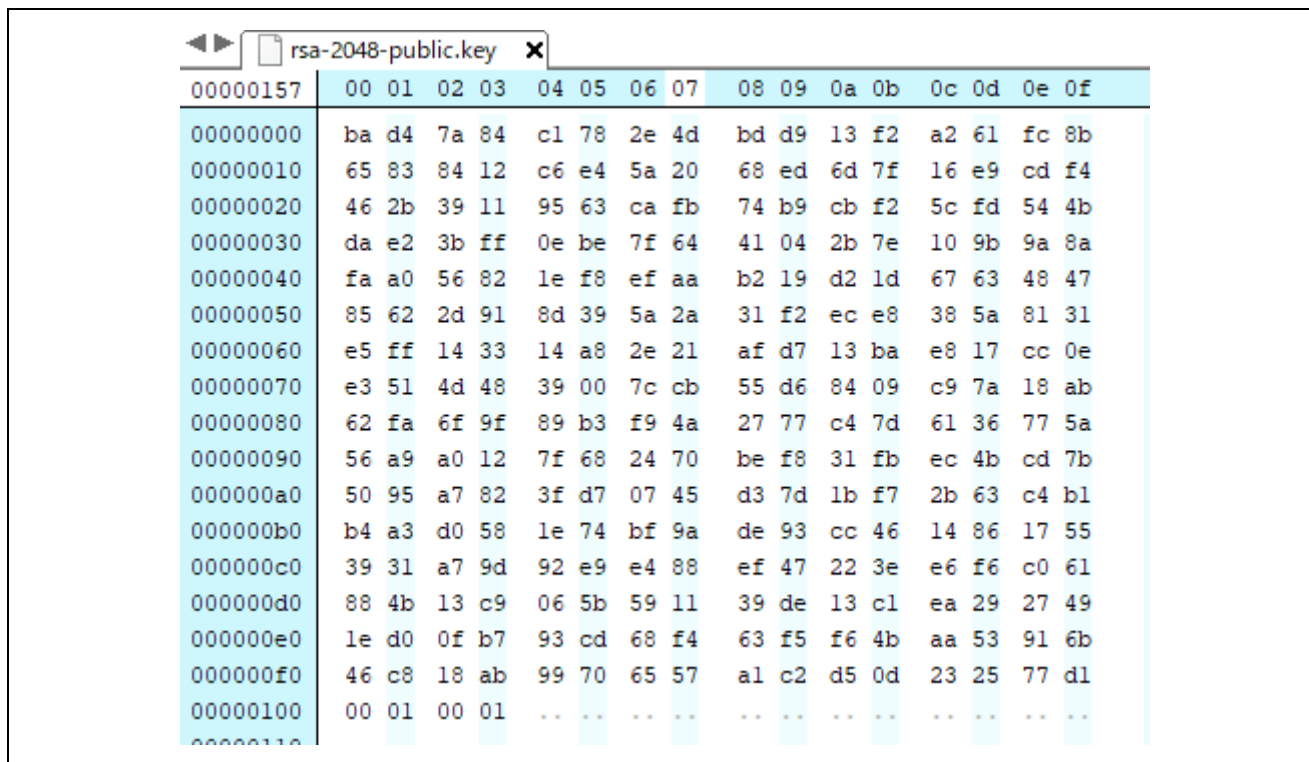 rsa-2048-public.key
00000157 00 01 02 03 04 05 06 07 08 09 0a 0b 0c 0d 0e 0f
00000000 ba d4 7a 84 c1 78 2e 4d bd d9 13 f2 a2 61 fc 8b
00000010 65 83 84 12 c6 e4 5a 20 68 ed 6d 7f 16 e9 cd f4
00000020 46 2b 39 11 95 63 ca fb 74 b9 cb f2 5c fd 54 4b
00000030 da e2 3b ff 0e be 7f 64 41 04 2b 7e 10 9b 9a 8a
00000040 fa a0 56 82 1e f8 ef aa b2 19 d2 1d 67 63 48 47
00000050 85 62 2d 91 8d 39 5a 2a 31 f2 ec e8 38 5a 81 31
00000060 e5 ff 14 33 14 a8 2e 21 af d7 13 ba e8 17 cc 0e
00000070 e3 51 4d 48 39 00 7c cb 55 d6 84 09 c9 7a 18 ab
00000080 62 fa 6f 9f 89 b3 f9 4a 27 77 c4 7d 61 36 77 5a
00000090 56 a9 a0 12 7f 68 24 70 be f8 31 fb ec 4b cd 7b
000000a0 50 95 a7 82 3f d7 07 45 d3 7d 1b f7 2b 63 c4 b1
000000b0 b4 a3 d0 58 1e 74 bf 9a de 93 cc 46 14 86 17 55
000000c0 39 31 a7 9d 92 e9 e4 88 ef 47 22 3e e6 f6 c0 61
000000d0 88 4b 13 c9 06 5b 59 11 39 de 13 c1 ea 29 27 49
000000e0 1e d0 0f b7 93 cd 68 f4 63 f5 f6 4b aa 53 91 6b
000000f0 46 c8 18 ab 99 70 65 57 a1 c2 d5 0d 23 25 77 d1
00000100 00 01 00 01 .. .. .. .. .. .. .. .. .. .. .. ..
00000110